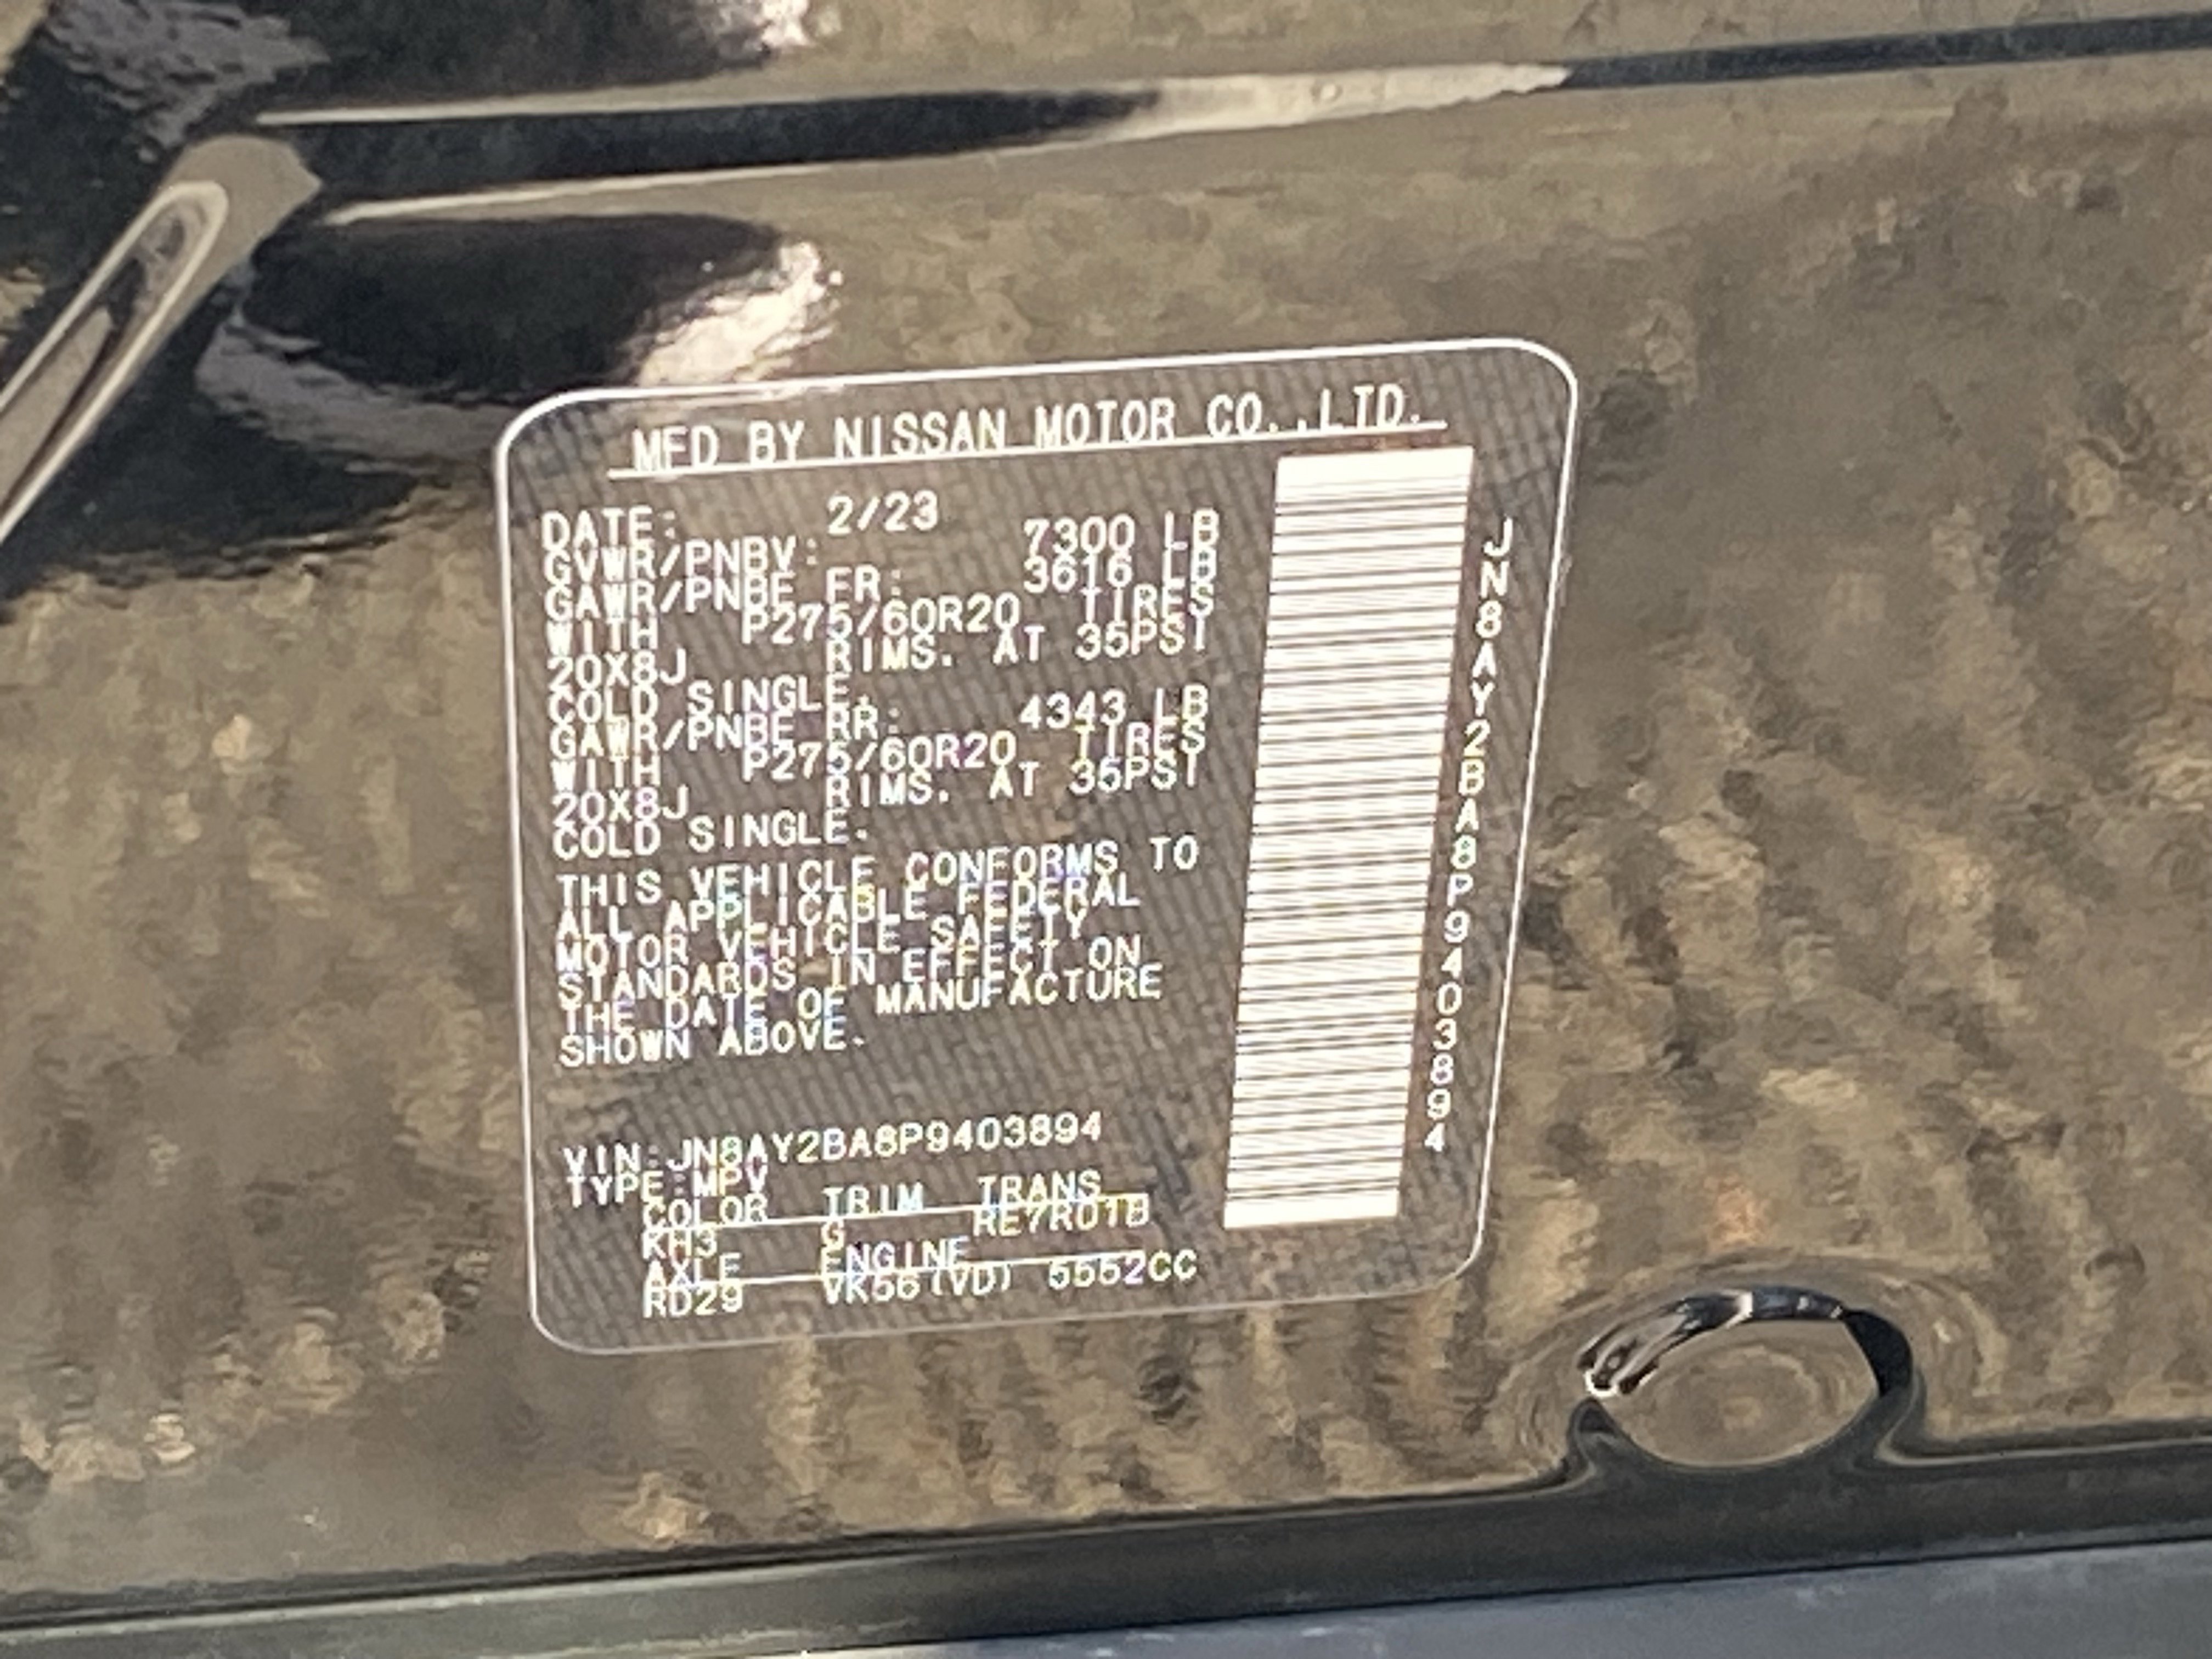 MFD BY NISSAN MOTOR CO.,LTD.
DATE: 2/23
GVWR/PNBV: 7300 LB
GAWR/PNBE FR: 3616 LB
WITH P275/60R20 TIRES
20X8J RIMS. AT 35PSI
COLD SINGLE.
GAWR/PNBE RR: 4343 LB
WITH P275/60R20 TIRES
20X8J RIMS. AT 35PSI
COLD SINGLE.
THIS VEHICLE CONFORMS TO
ALL APPLICABLE FEDERAL
MOTOR VEHICLE SAFETY
STANDARDS IN EFFECT ON
THE DATE OF MANUFACTURE
SHOWN ABOVE.
VIN:JN8AY2BA8P9403894
TYPE:MPV
COLOR TRIM TRANS
KH3 G RE7R01B
AXLE ENGINE
RD29 VK56(VD) 5552CC
JN8AY2BA8P9403894